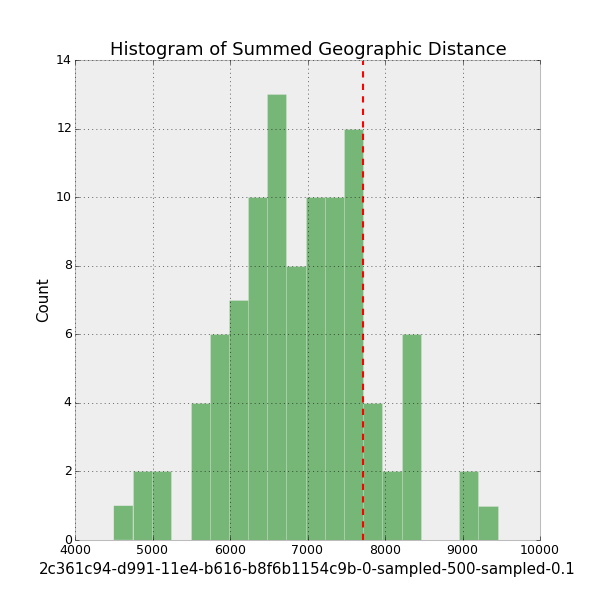 Histogram of Summed Geographic Distance
14
12
10
8
6
4
2
0
Count
4000 5000 6000 7000 8000 9000 10000
2c361c94-d991-11e4-b616-b8f6b1154c9b-0-sampled-500-sampled-0.1